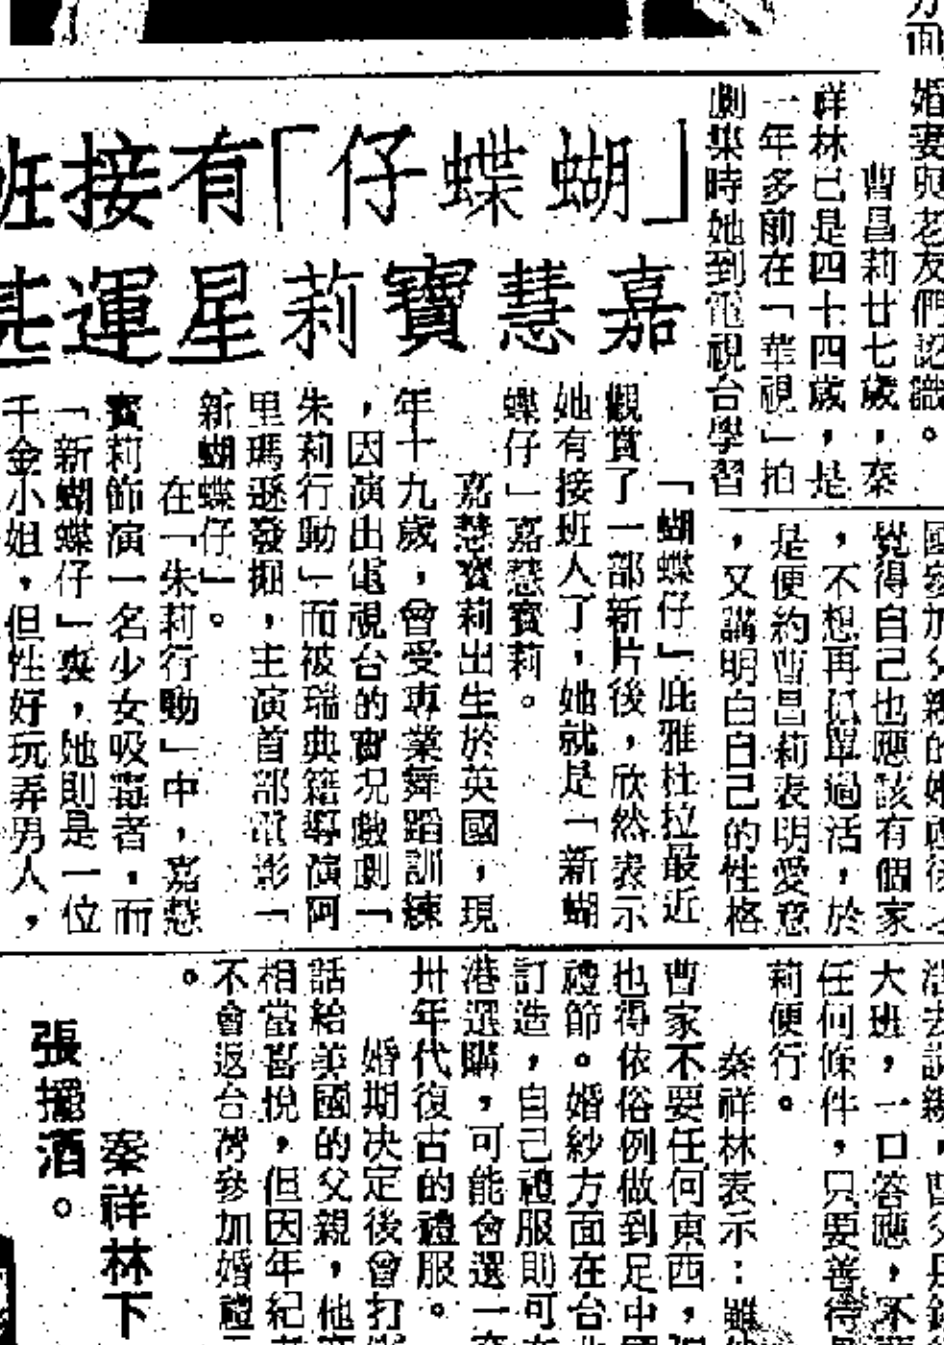 方面
婚妻與老友們認識。
曹昌莉廿七歲，秦
祥林已是四十四歲，是
一年多前在「華視」拍
劇集時她到電視台學習
國參加父親的婚
覺得自己也應該有個家
，不想再孤單過活，於
是便約曹昌莉表明愛意
，又講明白自己的性格
「蝴蝶仔」有接班
嘉慧寶莉星運
「蝴蝶仔」庇雅杜拉最近
觀賞了一部新片後，欣然表示
她有接班人了，她就是「新蝴
蝶仔」嘉慧寶莉。
嘉慧寶莉出生於英國，現
年十九歲，曾受專業舞蹈訓練
，因演出電視台的實況戲劇「
朱莉行動」而被瑞典籍導演阿
里瑪遜發掘，主演首部電影「
新蝴蝶仔」。
在「朱莉行動」中，嘉慧
寶莉飾演一名少女吸毒者，而
「新蝴蝶仔」裏，她則是一位
千金小姐，但性好玩弄男人，
大班，一口答應，不
任何條件，只要善待
莉便行。
秦祥林表示：雖
曹家不要任何東西，
也得依俗例做到足中國
禮節。婚紗方面在台
訂造，自己禮服則可
港選購，可能會選一
卅年代復古的禮服。
婚期決定後曾打
話給美國的父親，他
相當喜悅，但因年紀
不會返台灣參加婚禮
。
秦祥林下
張擺酒。